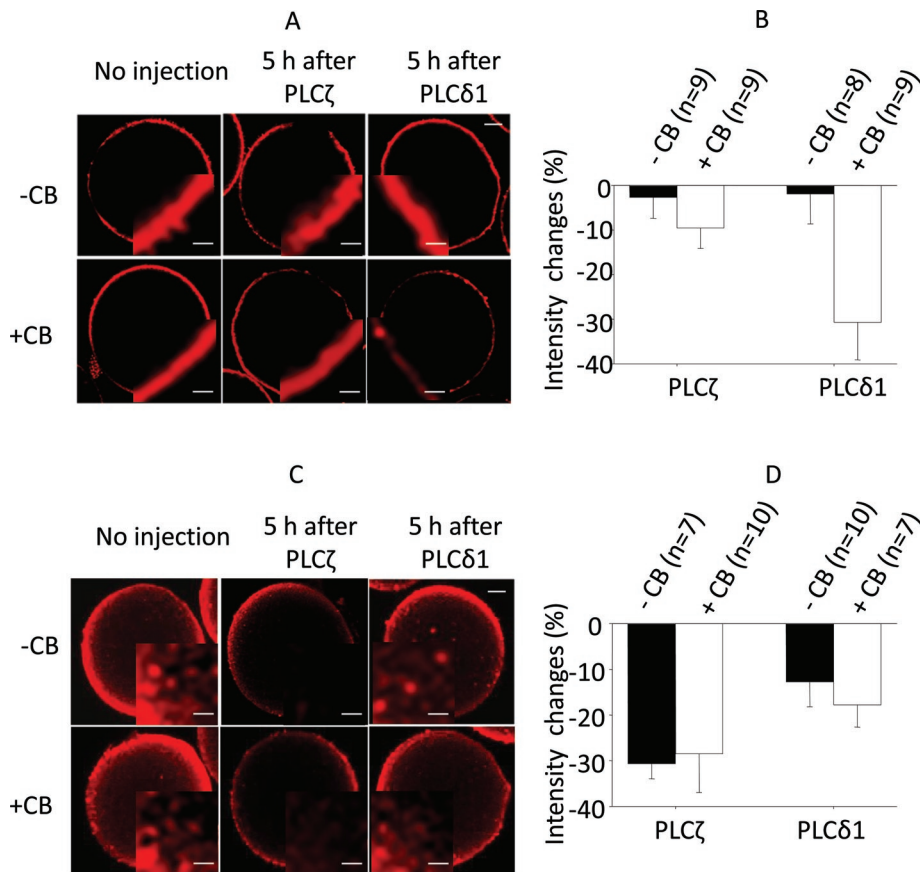 A
No injection
5 h after
PLCζ
5 h after
PLCδ1
-CB
+CB
B
- CB (n=9)
+ CB (n=9)
- CB (n=8)
+ CB (n=9)
Intensity changes (%)
0
-10
-20
-30
-40
PLCζ
PLCδ1
C
No injection
5 h after
PLCζ
5 h after
PLCδ1
-CB
+CB
D
- CB (n=7)
+ CB (n=10)
- CB (n=10)
+ CB (n=7)
Intensity changes (%)
0
-10
-20
-30
-40
PLCζ
PLCδ1